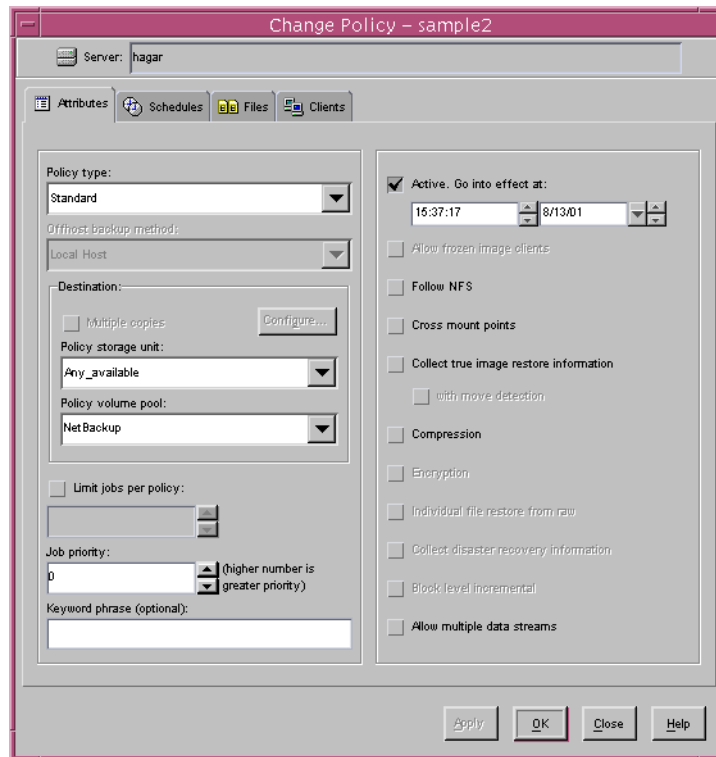 Change Policy – sample2
Server: hagar
Attributes Schedules Files Clients
Policy type:
Standard
Offhost backup method:
Local Host
Destination:
Multiple copies Configure...
Policy storage unit:
Any_available
Policy volume pool:
NetBackup
Limit jobs per policy:
Job priority:
0 (higher number is
greater priority)
Keyword phrase (optional):
Active. Go into effect at:
15:37:17 8/13/01
Allow frozen image clients
Follow NFS
Cross mount points
Collect true image restore information
with move detection
Compression
Encryption
Individual file restore from raw
Collect disaster recovery information
Block level incremental
Allow multiple data streams
Apply OK Close Help